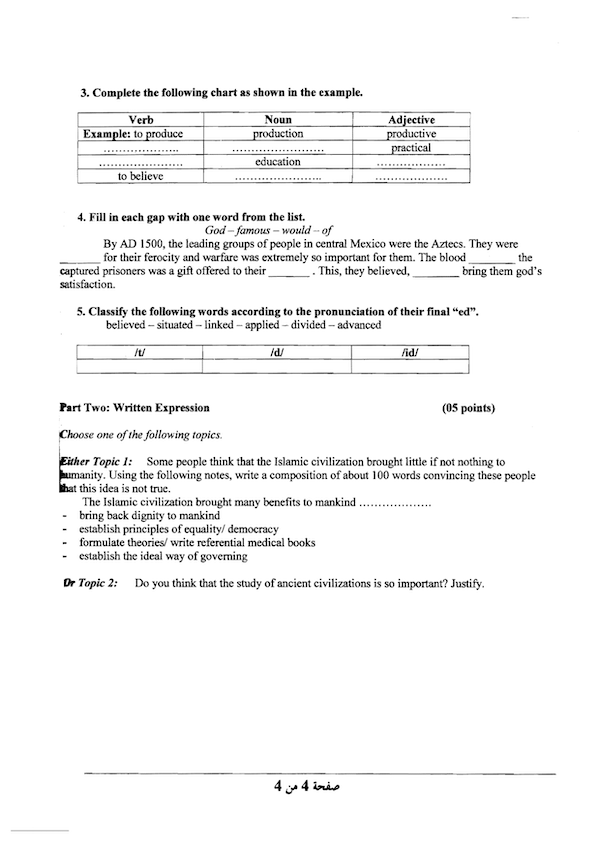 3. Complete the following chart as shown in the example.
Verb Noun Adjective
Example: to produce production productive
………………. …………………… practical
………………… education ………………
to believe …………………. ………………
4. Fill in each gap with one word from the list.
God – famous – would – of
By AD 1500, the leading groups of people in central Mexico were the Aztecs. They were
_______ for their ferocity and warfare was extremely so important for them. The blood ________ the
captured prisoners was a gift offered to their _______ . This, they believed, ________ bring them god's
satisfaction.
5. Classify the following words according to the pronunciation of their final “ed”.
believed – situated – linked – applied – divided – advanced
/t/ /d/ /id/
Part Two: Written Expression (05 points)
Choose one of the following topics.
Either Topic 1: Some people think that the Islamic civilization brought little if not nothing to
humanity. Using the following notes, write a composition of about 100 words convincing these people
that this idea is not true.
The Islamic civilization brought many benefits to mankind ………………
- bring back dignity to mankind
- establish principles of equality/ democracy
- formulate theories/ write referential medical books
- establish the ideal way of governing
Or Topic 2: Do you think that the study of ancient civilizations is so important? Justify.
صفحة 4 من 4